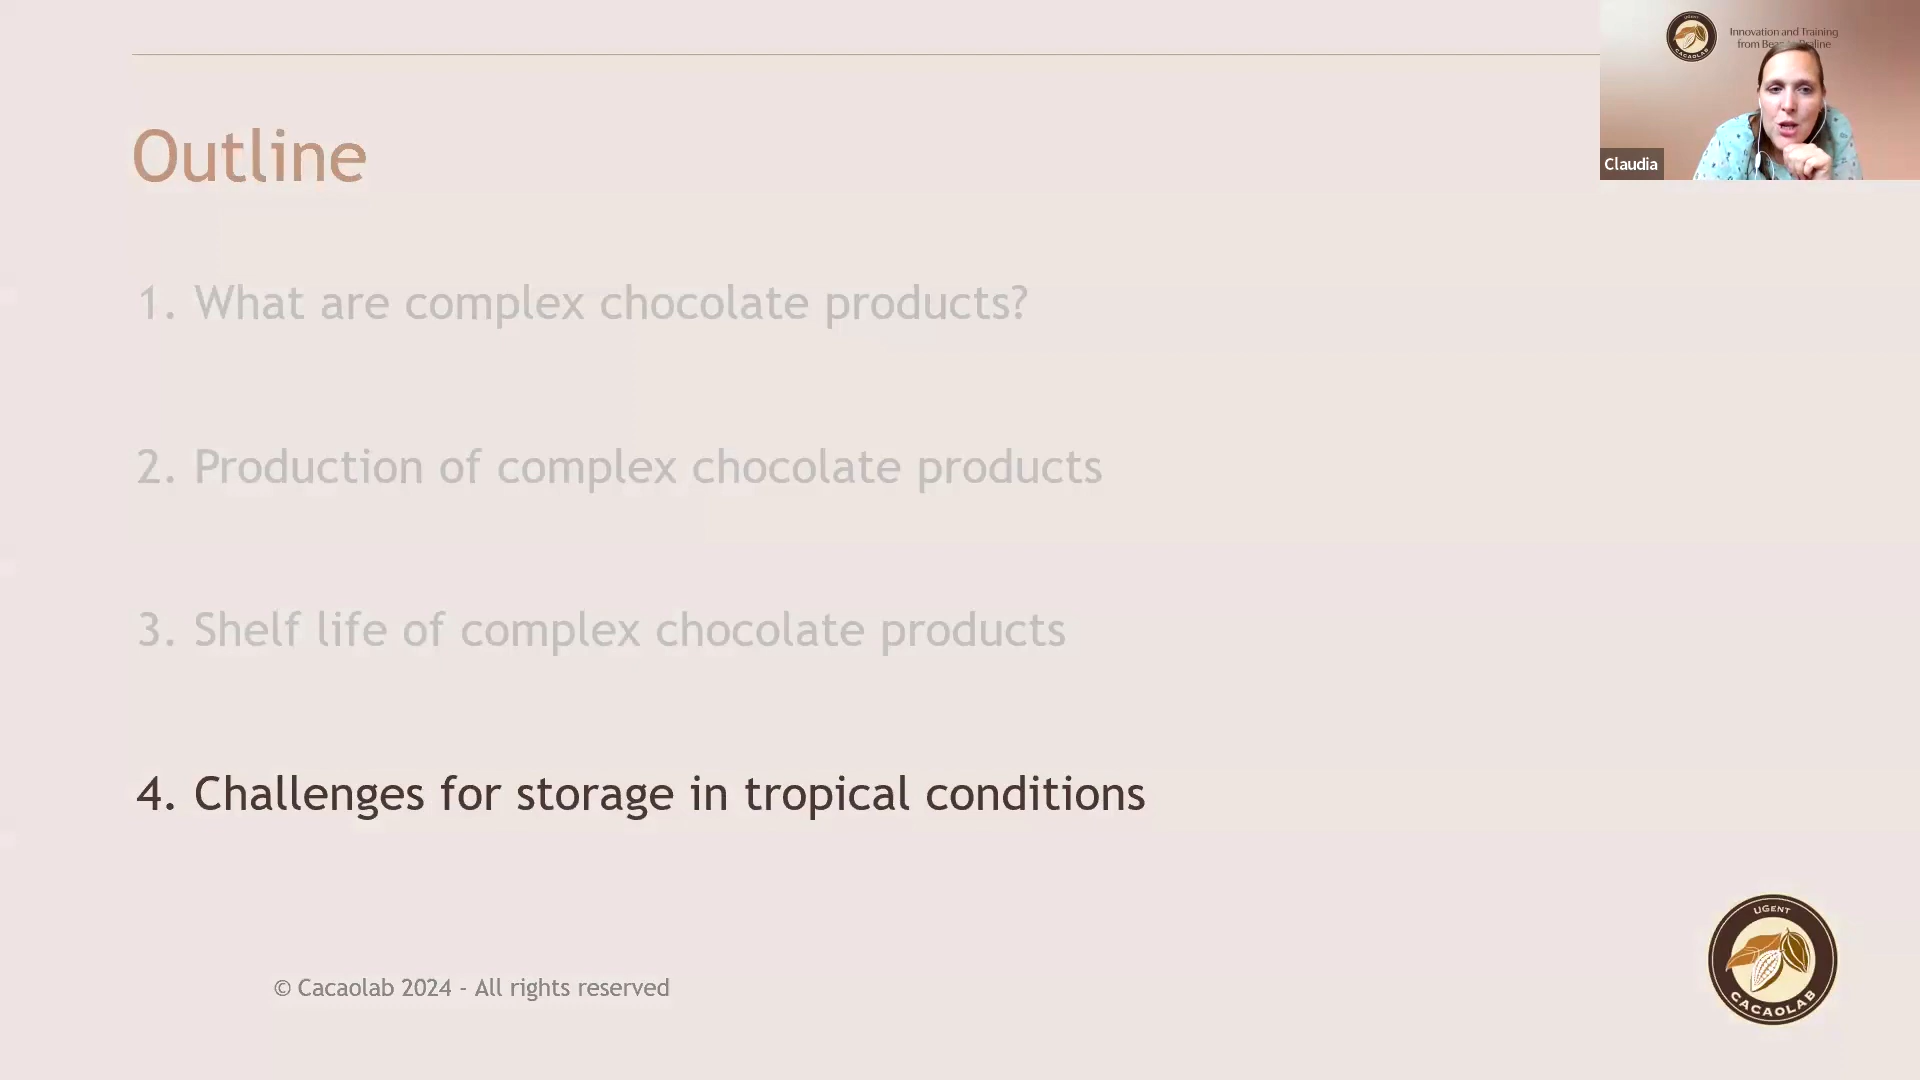 Outline
1. What are complex chocolate products?
2. Production of complex chocolate products
3. Shelf life of complex chocolate products
4. Challenges for storage in tropical conditions
© Cacaolab 2024 - All rights reserved
UGENT
CACAOLAB
Innovation and Training
from
Claudia
UGENT
CACAOLAB